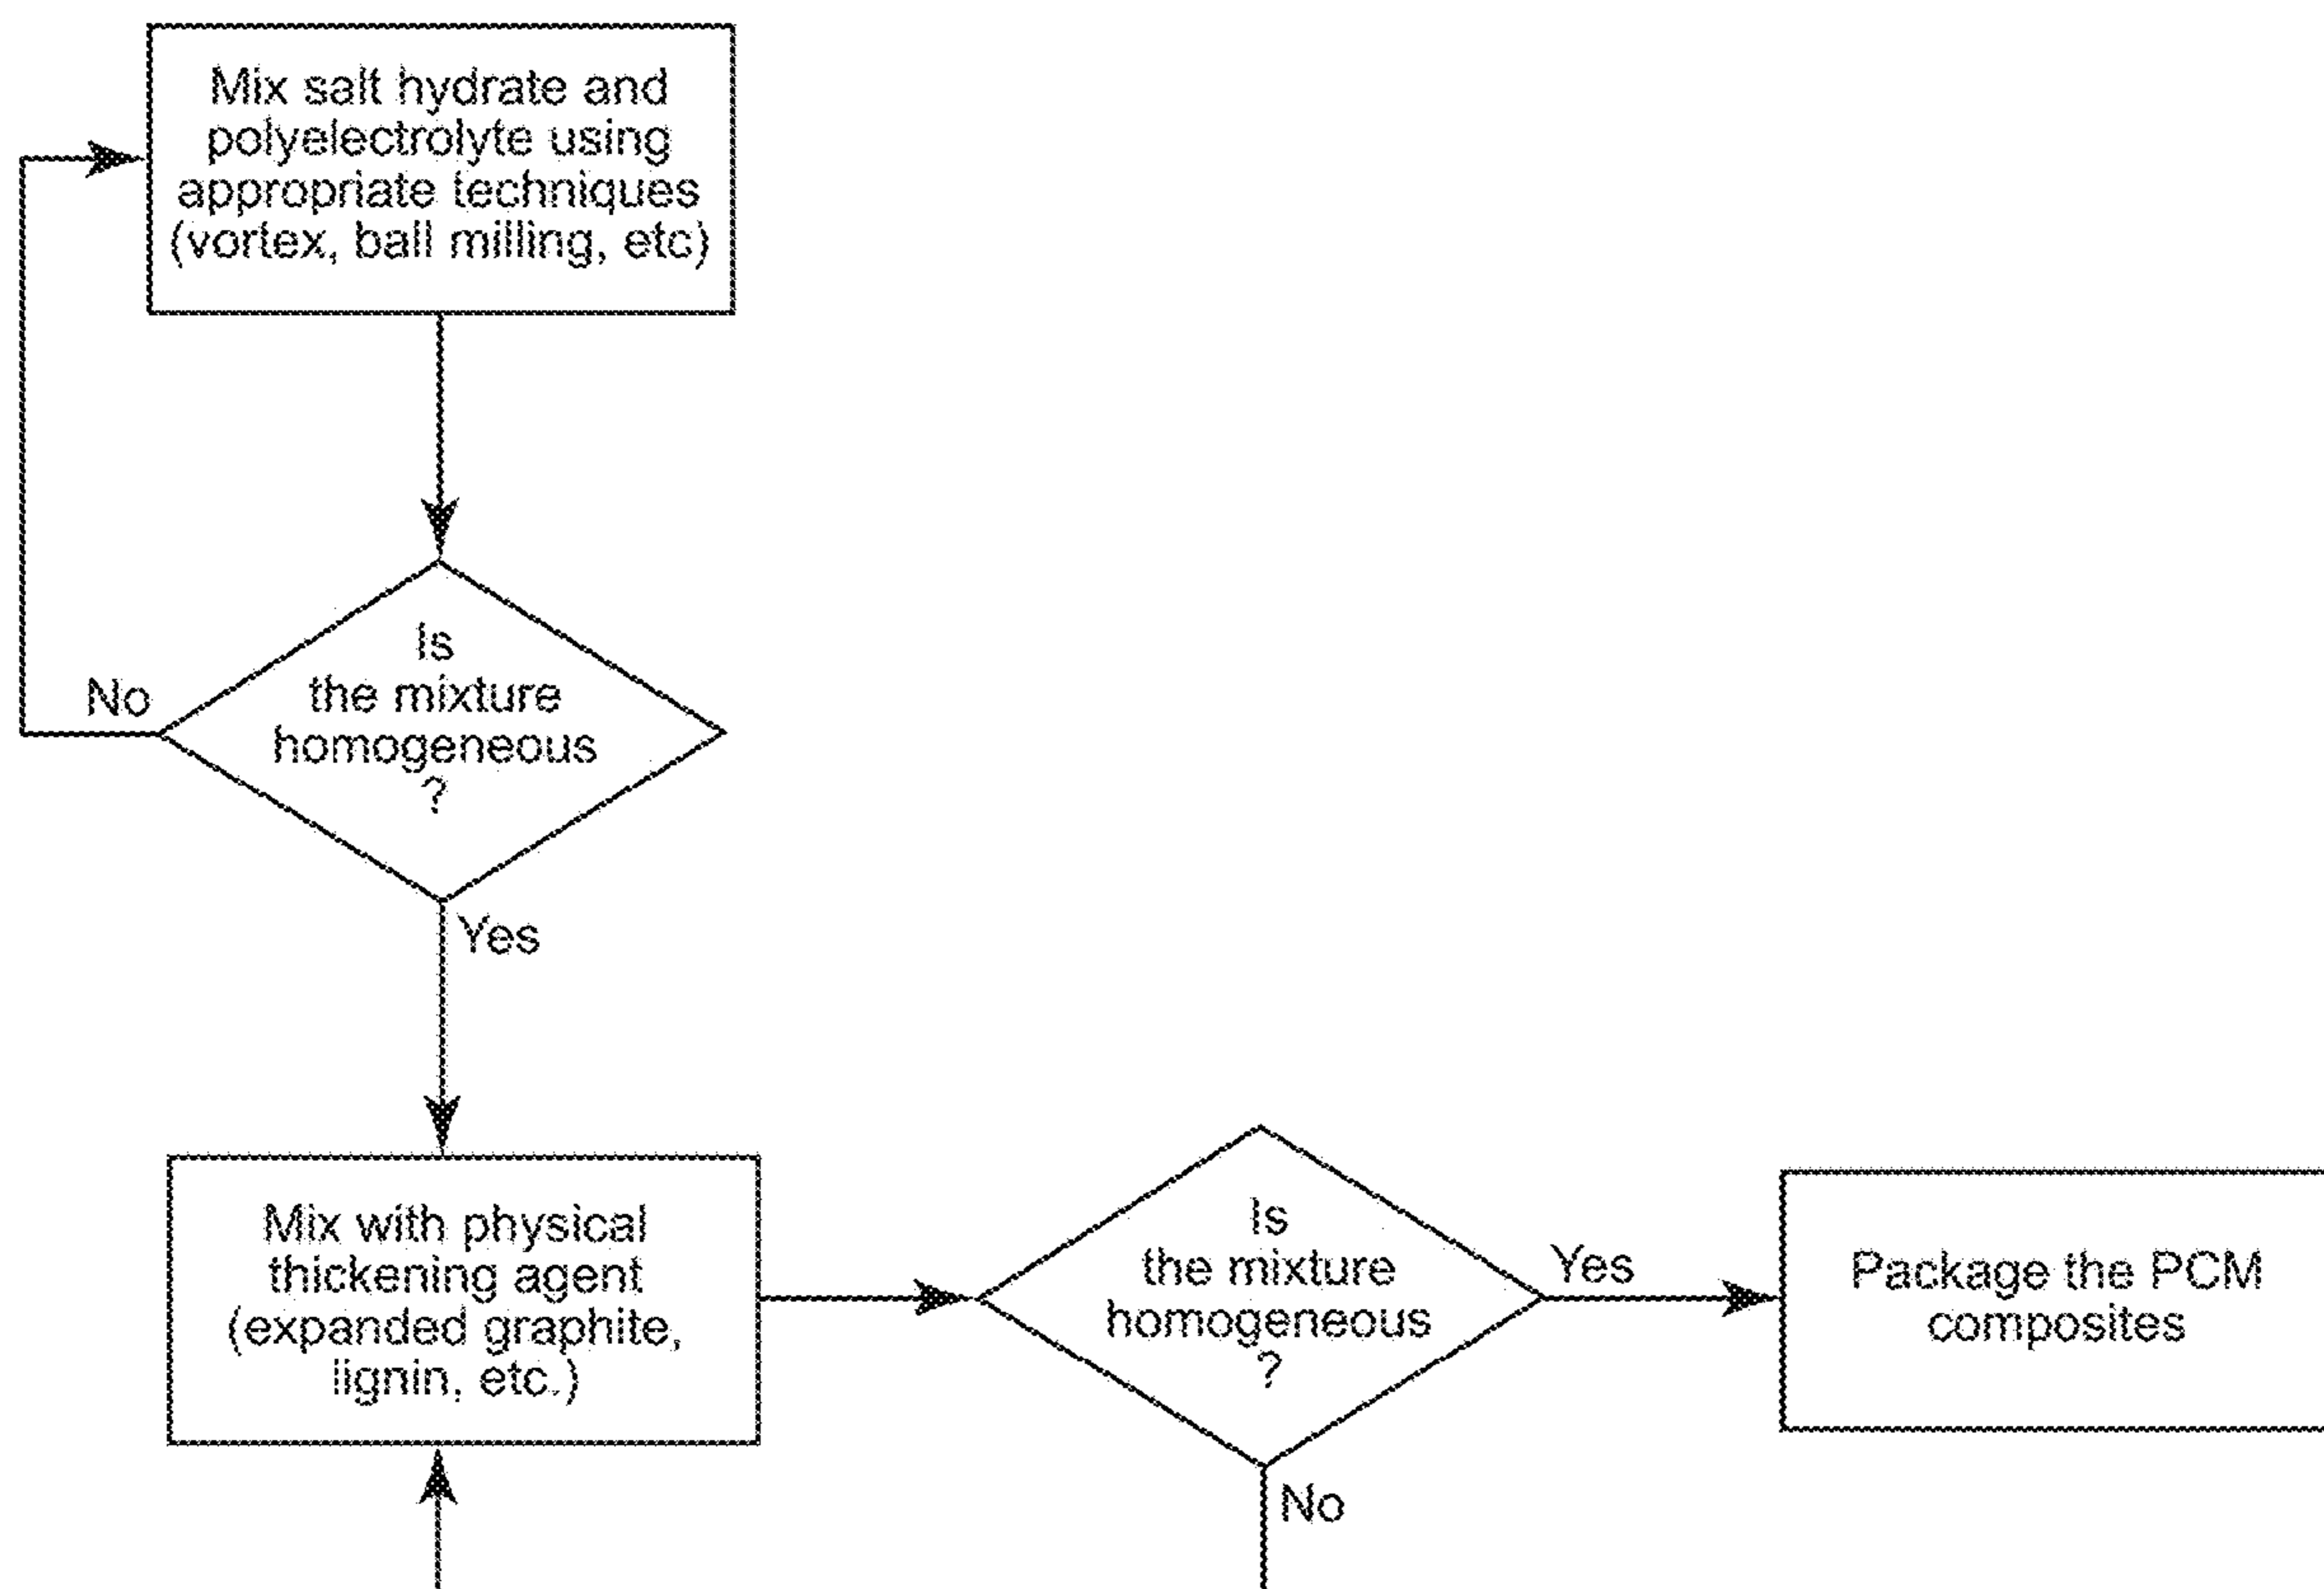 Mix salt hydrate and
polyelectrolyte using
appropriate techniques
(vortex, ball milling, etc)
Is
the mixture
homogeneous
?
No
Yes
Mix with physical
thickening agent
(expanded graphite,
lignin, etc.)
Is
the mixture
homogeneous
?
Yes
No
Package the PCM
composites